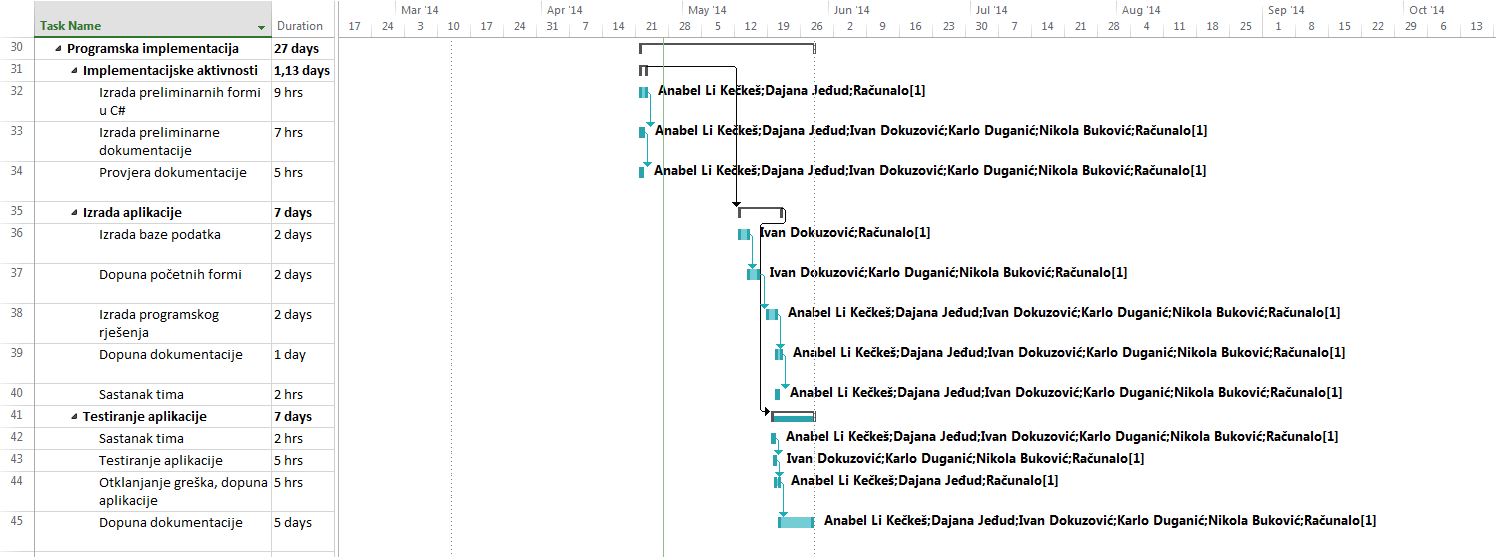 Mar '14 Apr '14 May '14 Jun '14 Jul '14 Aug '14 Sep '14 Oct '14
Task Name Duration 17 24 3 10 17 24 31 7 14 21 28 5 12 19 26 2 9 16 23 30 7 14 21 28 4 11 18 25 1 8 15 22 29 6 13
30 Programska implementacija 27 days
31 Implementacijske aktivnosti 1,13 days
32 Izrada preliminarnih formi u C# 9 hrs Anabel Li Kečkeš;Dajana Jeđud;Računalo[1]
33 Izrada preliminarne dokumentacije 7 hrs Anabel Li Kečkeš;Dajana Jeđud;Ivan Dokuzović;Karlo Duganić;Nikola Buković;Računalo[1]
34 Provjera dokumentacije 5 hrs Anabel Li Kečkeš;Dajana Jeđud;Ivan Dokuzović;Karlo Duganić;Nikola Buković;Računalo[1]
35 Izrada aplikacije 7 days
36 Izrada baze podatka 2 days Ivan Dokuzović;Računalo[1]
37 Dopuna početnih formi 2 days Ivan Dokuzović;Karlo Duganić;Nikola Buković;Računalo[1]
38 Izrada programskog rješenja 2 days Anabel Li Kečkeš;Dajana Jeđud;Ivan Dokuzović;Karlo Duganić;Nikola Buković;Računalo[1]
39 Dopuna dokumentacije 1 day Anabel Li Kečkeš;Dajana Jeđud;Ivan Dokuzović;Karlo Duganić;Nikola Buković;Računalo[1]
40 Sastanak tima 2 hrs Anabel Li Kečkeš;Dajana Jeđud;Ivan Dokuzović;Karlo Duganić;Nikola Buković;Računalo[1]
41 Testiranje aplikacije 7 days
42 Sastanak tima 2 hrs Anabel Li Kečkeš;Dajana Jeđud;Ivan Dokuzović;Karlo Duganić;Nikola Buković;Računalo[1]
43 Testiranje aplikacije 5 hrs Ivan Dokuzović;Karlo Duganić;Nikola Buković;Računalo[1]
44 Otklanjanje greška, dopuna aplikacije 5 hrs Anabel Li Kečkeš;Dajana Jeđud;Računalo[1]
45 Dopuna dokumentacije 5 days Anabel Li Kečkeš;Dajana Jeđud;Ivan Dokuzović;Karlo Duganić;Nikola Buković;Računalo[1]